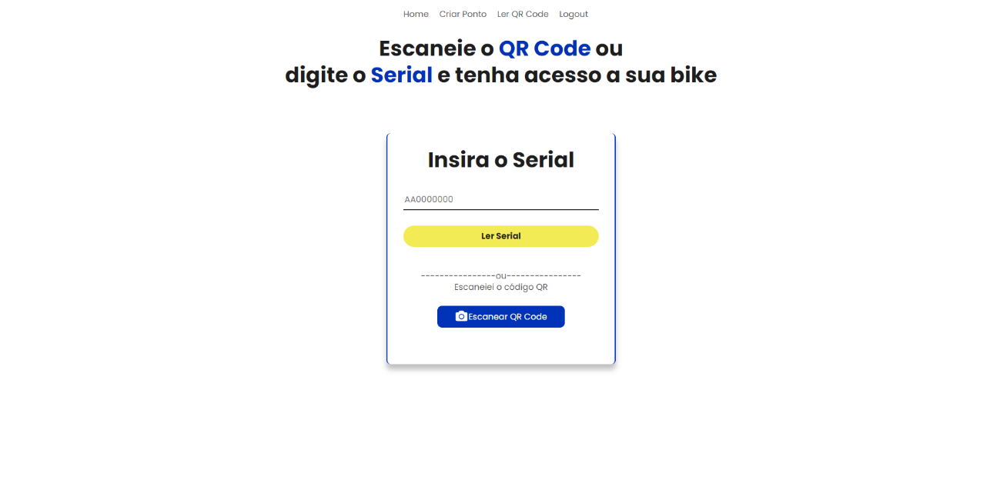 Home Criar Ponto Ler QR Code Logout
Escaneie o QR Code ou
digite o Serial e tenha acesso a sua bike
Insira o Serial
AA0000000
Ler Serial
----------------ou----------------
Escaneiei o código QR
Escanear QR Code